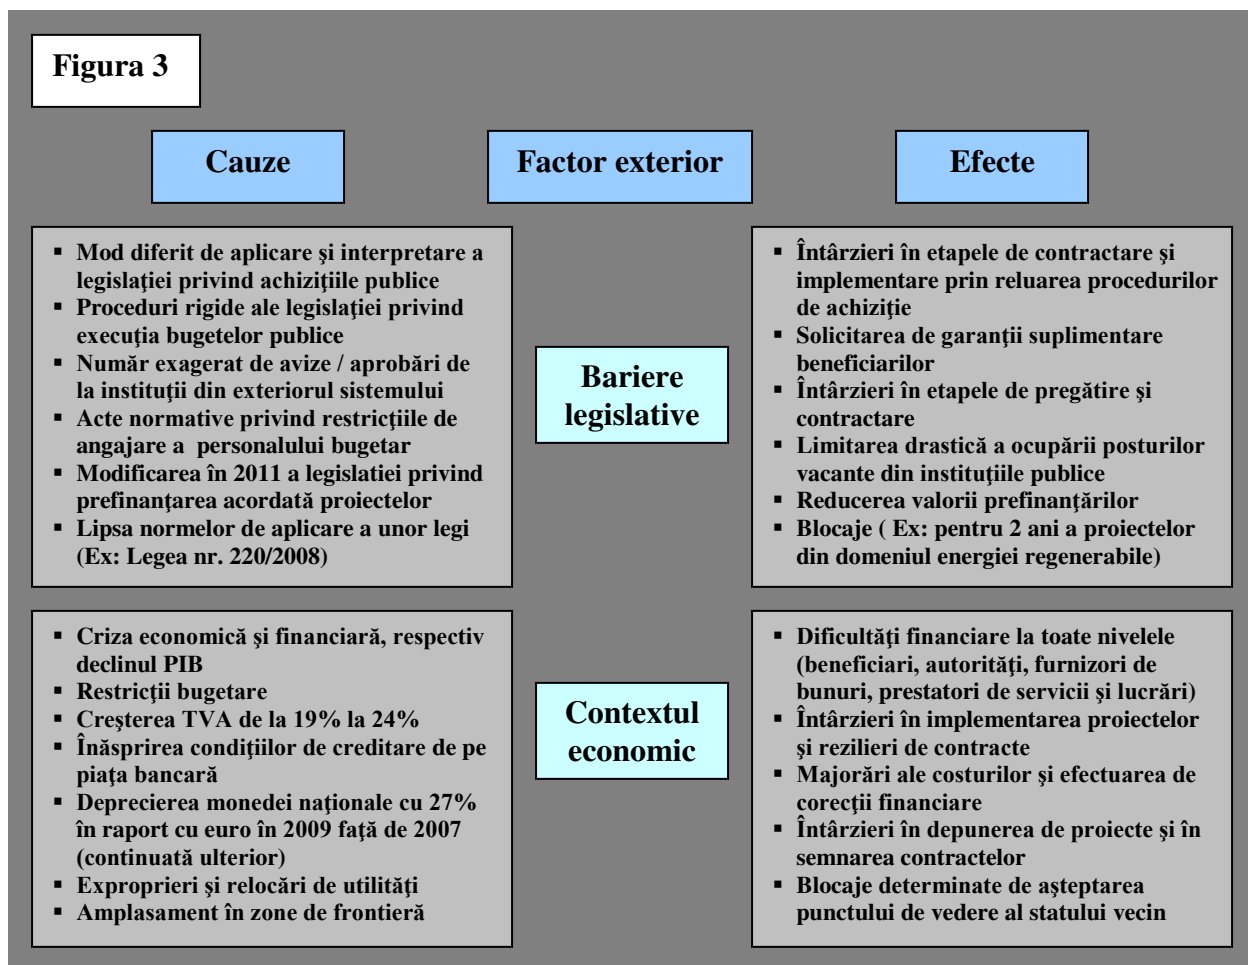 Figura 3
Cauze
Factor exterior
Efecte
▪ Mod diferit de aplicare şi interpretare a
legislaţiei privind achiziţiile publice
▪ Proceduri rigide ale legislaţiei privind
execuţia bugetelor publice
▪ Număr exagerat de avize / aprobări de
la instituţii din exteriorul sistemului
▪ Acte normative privind restricţiile de
angajare a  personalului bugetar
▪ Modificarea în 2011 a legislatiei privind
prefinanţarea acordată proiectelor
▪ Lipsa normelor de aplicare a unor legi
(Ex: Legea nr. 220/2008)
Bariere
legislative
▪ Întârzieri în etapele de contractare şi
implementare prin reluarea procedurilor
de achiziţie
▪ Solicitarea de garanţii suplimentare
beneficiarilor
▪ Întârzieri în etapele de pregătire şi
contractare
▪ Limitarea drastică a ocupării posturilor
vacante din instituţiile publice
▪ Reducerea valorii prefinanţărilor
▪ Blocaje ( Ex: pentru 2 ani a proiectelor
din domeniul energiei regenerabile)
▪ Criza economică şi financiară, respectiv
declinul PIB
▪ Restricţii bugetare
▪ Creşterea TVA de la 19% la 24%
▪ Înăsprirea condiţiilor de creditare de pe
piaţa bancară
▪ Deprecierea monedei naţionale cu 27%
în raport cu euro în 2009 faţă de 2007
(continuată ulterior)
▪ Exproprieri şi relocări de utilităţi
▪ Amplasament în zone de frontieră
Contextul
economic
▪ Dificultăţi financiare la toate nivelele
(beneficiari, autorităţi, furnizori de
bunuri, prestatori de servicii şi lucrări)
▪ Întârzieri în implementarea proiectelor
şi rezilieri de contracte
▪ Majorări ale costurilor şi efectuarea de
corecţii financiare
▪ Întârzieri în depunerea de proiecte şi în
semnarea contractelor
▪ Blocaje determinate de aşteptarea
punctului de vedere al statului vecin